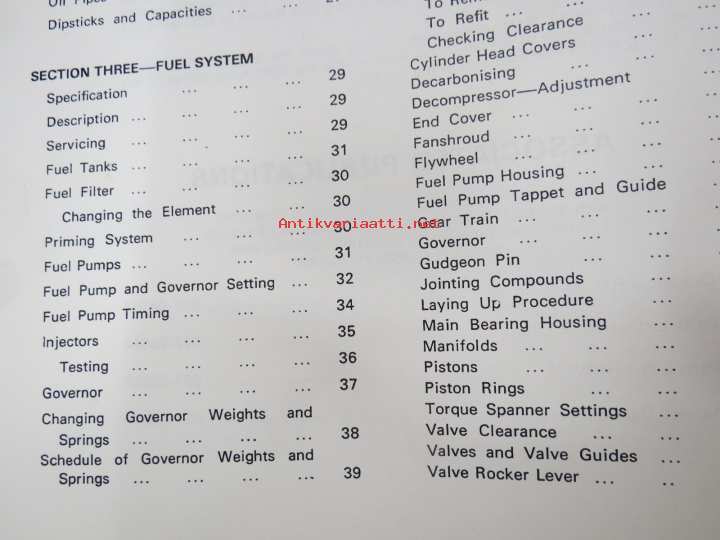 Dipsticks and Capacities ... ...
SECTION THREE—FUEL SYSTEM
Specification ... ... ... 29
Description ... ... ... ... 29
Servicing ... ... ... ... 29
Fuel Tanks ... ... ... ... 31
Fuel Filter ... ... ... ... 30
Changing the Element ... ... 30
Priming System ... ... ... 30
Fuel Pumps ... ... ... ... 31
Fuel Pump and Governor Setting ... 32
Fuel Pump Timing ... ... ... 34
Injectors ... ... ... ... 35
Testing ... ... ... ... 36
Governor ... ... ... ... 37
Changing Governor Weights and
Springs ... ... ... ... 38
Schedule of Governor Weights and
Springs ... ... ... ... 39
To Refit ... ...
Checking Clearance ...
Cylinder Head Covers ...
Decarbonising ... ...
Decompressor—Adjustment
End Cover ... ... ...
Fanshroud ... ... ...
Flywheel ... ... ...
Fuel Pump Housing ... ...
Fuel Pump Tappet and Guide
Gear Train ... ... ...
Governor ... ... ...
Gudgeon Pin ... ...
Jointing Compounds ...
Laying Up Procedure ...
Main Bearing Housing ...
Manifolds ... ... ...
Pistons ... ... ...
Piston Rings ... ...
Torque Spanner Settings ...
Valve Clearance ... ...
Valves and Valve Guides ...
Valve Rocker Lever ... ..
Antikvariaatti.net